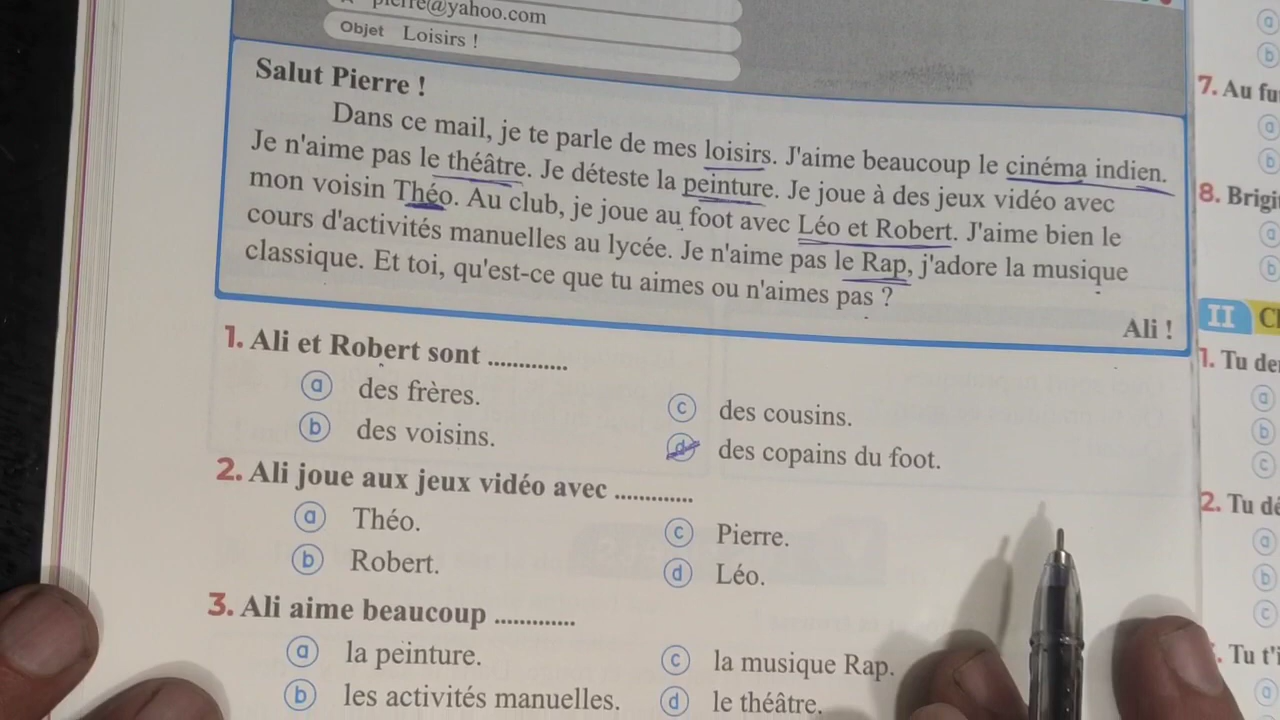 pierre@yahoo.com
Objet Loisirs !
Salut Pierre !
Dans ce mail, je te parle de mes loisirs. J'aime beaucoup le cinéma indien.
Je n'aime pas le théâtre. Je déteste la peinture. Je joue à des jeux vidéo avec
mon voisin Théo. Au club, je joue au foot avec Léo et Robert. J'aime bien le
cours d'activités manuelles au lycée. Je n'aime pas le Rap, j'adore la musique
classique. Et toi, qu'est-ce que tu aimes ou n'aimes pas ?
Ali !
1. Ali et Robert sont .............
a des frères.
b des voisins.
c des cousins.
d des copains du foot.
2. Ali joue aux jeux vidéo avec .............
a Théo.
b Robert.
c Pierre.
d Léo.
3. Ali aime beaucoup .............
a la peinture.
b les activités manuelles.
c la musique Rap.
d le théâtre.
a
b
7. Au
a
b
8.
a
b
II
1. Tu
a
b
c
2. Tu
a
b
c
Tu t'
a